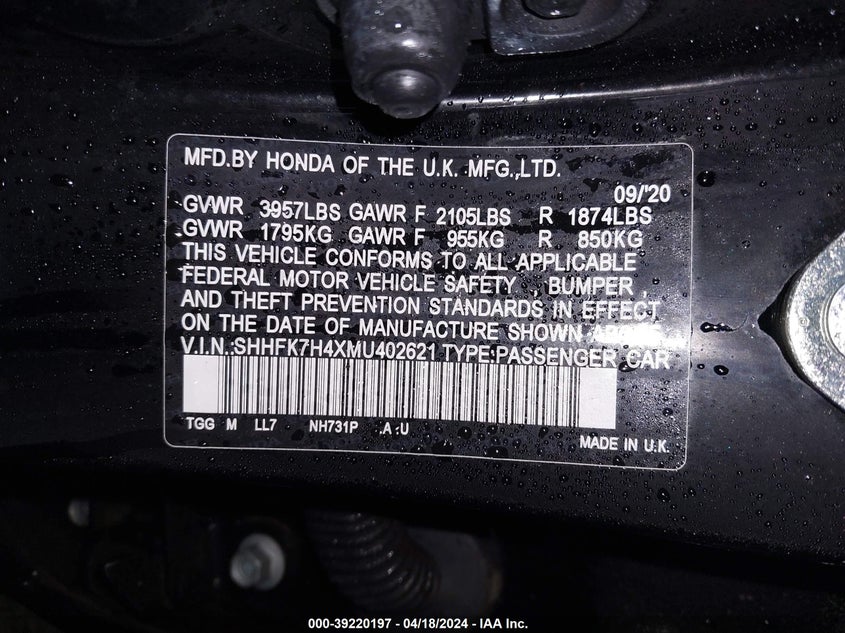 MFD.BY HONDA OF THE U.K. MFG.,LTD.
09/'20
GVWR 3957LBS GAWR F 2105LBS R 1874LBS
GVWR 1795KG GAWR F 955KG R 850KG
THIS VEHICLE CONFORMS TO ALL APPLICABLE
FEDERAL MOTOR VEHICLE SAFETY , BUMPER
AND THEFT PREVENTION STANDARDS IN EFFECT
ON THE DATE OF MANUFACTURE SHOWN ABOVE
V.I.N.:SHHFK7H4XMU402621 TYPE:PASSENGER CAR
TGG M LL7 NH731P .A :U
MADE IN U.K.
000-39220197 - 04/18/2024 - IAA Inc.